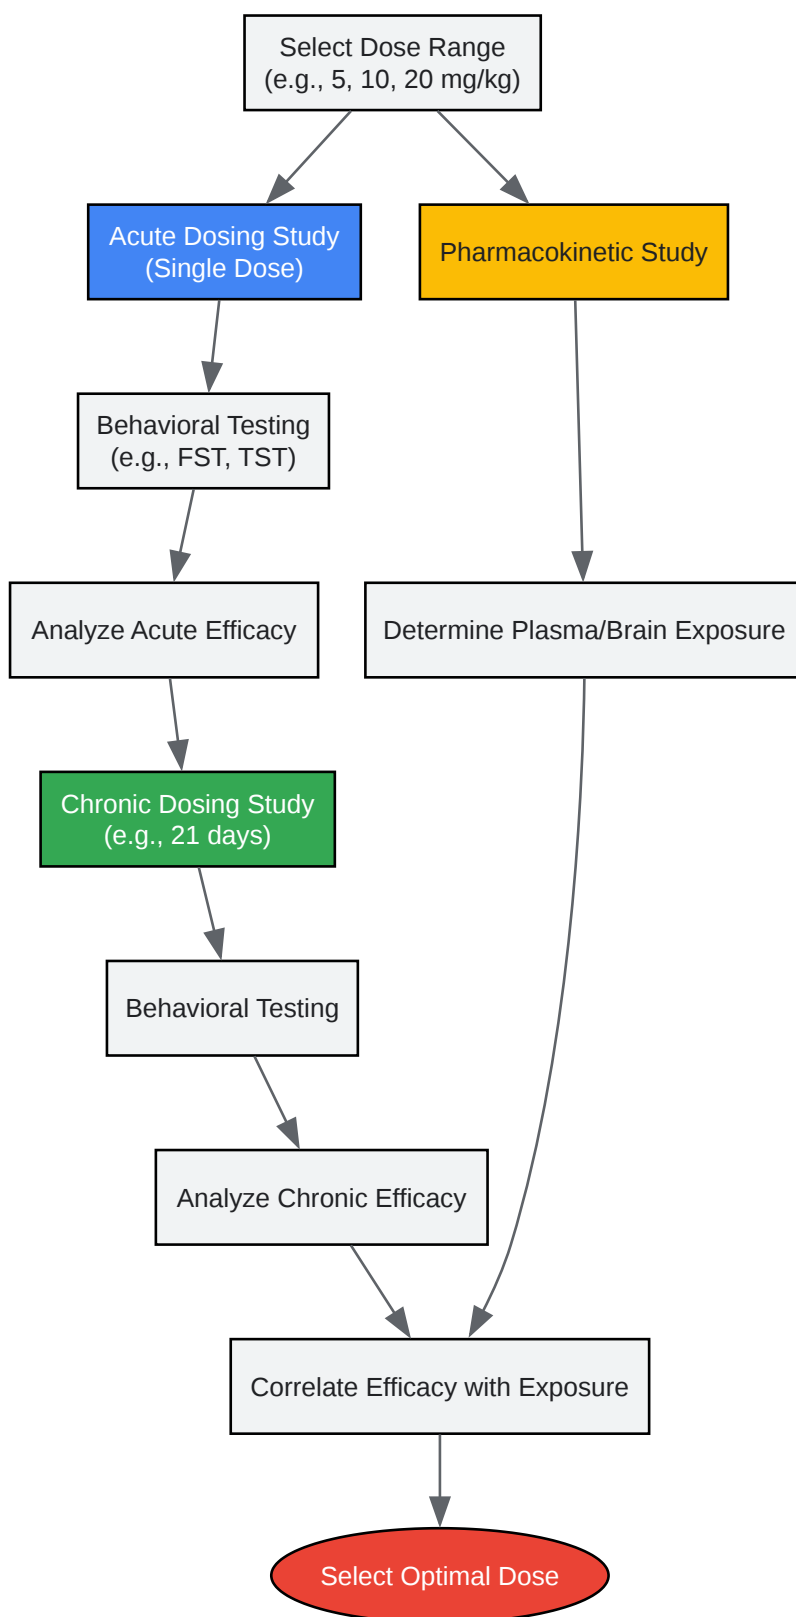 Select Dose Range
(e.g., 5, 10, 20 mg/kg)
Acute Dosing Study
(Single Dose)
Pharmacokinetic Study
Behavioral Testing
(e.g., FST, TST)
Analyze Acute Efficacy
Determine Plasma/Brain Exposure
Chronic Dosing Study
(e.g., 21 days)
Behavioral Testing
Analyze Chronic Efficacy
Correlate Efficacy with Exposure
Select Optimal Dose